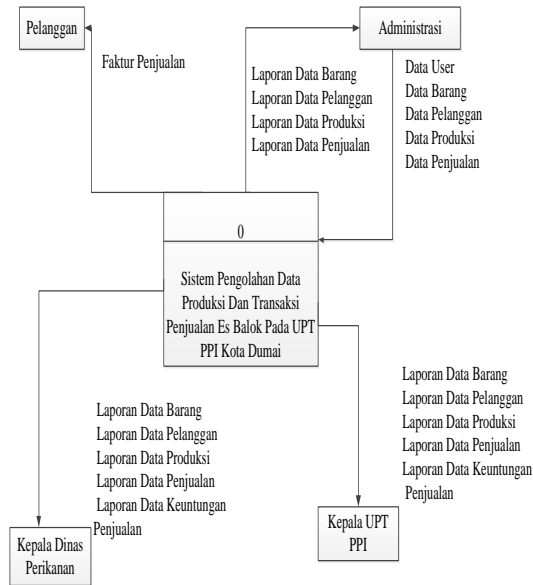 Pelanggan
Administrasi
Faktur Penjualan
Laporan Data Barang
Laporan Data Pelanggan
Laporan Data Produksi
Laporan Data Penjualan
Data User
Data Barang
Data Pelanggan
Data Produksi
Data Penjualan
0
Sistem Pengolahan Data
Produksi Dan Transaksi
Penjualan Es Balok Pada UPT
PPI Kota Dumai
Laporan Data Barang
Laporan Data Pelanggan
Laporan Data Produksi
Laporan Data Penjualan
Laporan Data Keuntungan
Penjualan
Laporan Data Barang
Laporan Data Pelanggan
Laporan Data Produksi
Laporan Data Penjualan
Laporan Data Keuntungan
Penjualan
Kepala Dinas
Perikanan
Kepala UPT
PPI